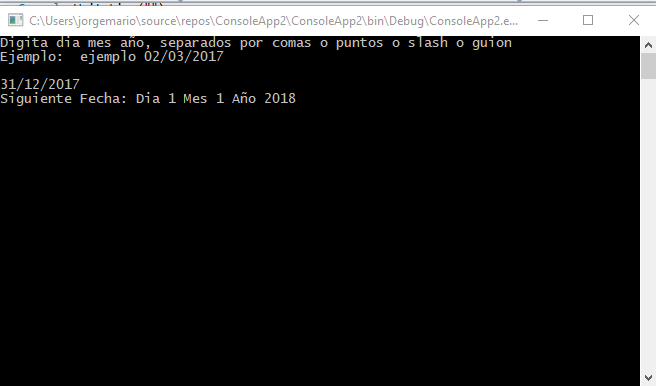 C:\Users\jorgemario\source\repos\ConsoleApp2\ConsoleApp2\bin\Debug\ConsoleApp2.e...
Digita dia mes año, separados por comas o puntos o slash o guion
Ejemplo:  ejemplo 02/03/2017
31/12/2017
Siguiente Fecha: Dia 1 Mes 1 Año 2018